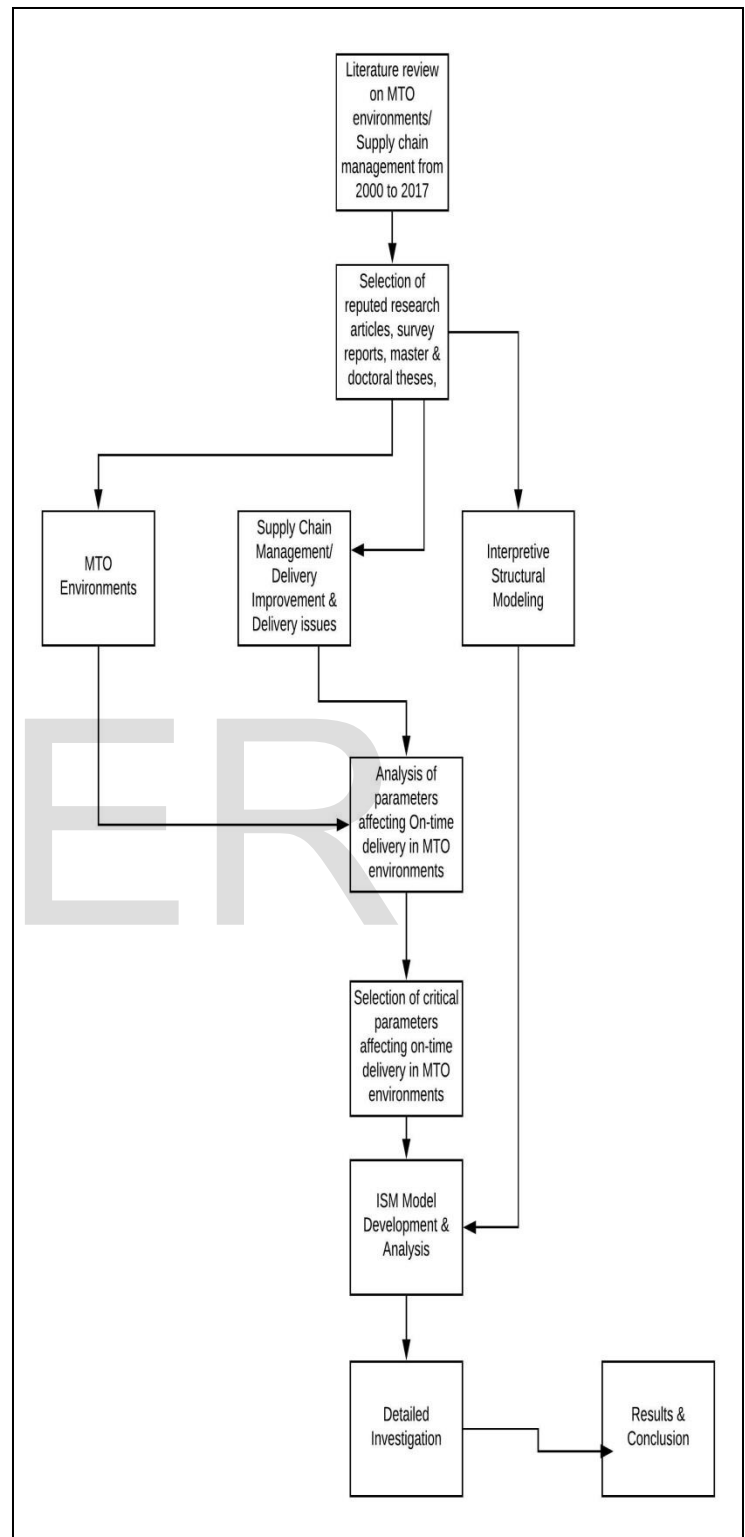 Literature review
on MTO
environments/
Supply chain
management from
2000 to 2017
Selection of
reputed research
articles, survey
reports, master &
doctoral theses,
MTO
Environments
Supply Chain
Management/
Delivery
Improvement &
Delivery issues
Interpretive
Structural
Modeling
ER
Analysis of
parameters
affecting On-time
delivery in MTO
environments
Selection of critical
parameters
affecting on-time
delivery in MTO
environments
ISM Model
Development &
Analysis
Detailed
Investigation
Results &
Conclusion